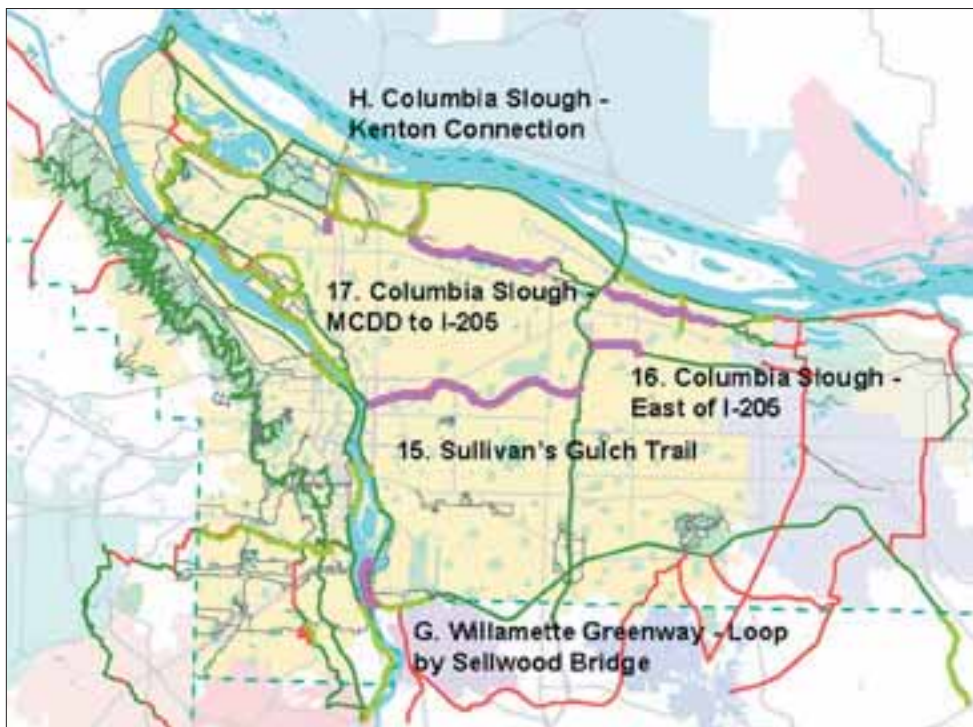 H. Columbia Slough -
Kenton Connection
17. Columbia Slough -
MCDD to I-205
16. Columbia Slough -
East of I-205
15. Sullivan's Gulch Trail
G. Willamette Greenway - Loop
by Sellwood Bridge